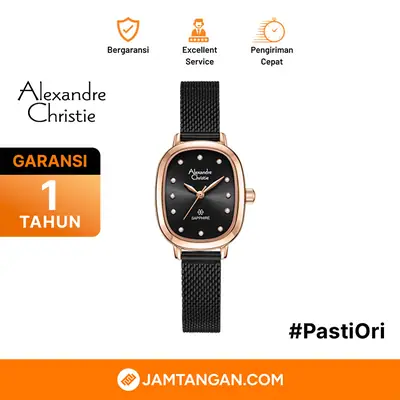 Bergaransi
Excellent
Service
Pengiriman
Cepat
Alexandre
Christie
GARANSI
1
TAHUN
Alexandre
Christie
SAPPHIRE
#PastiOri
JAMTANGAN.COM